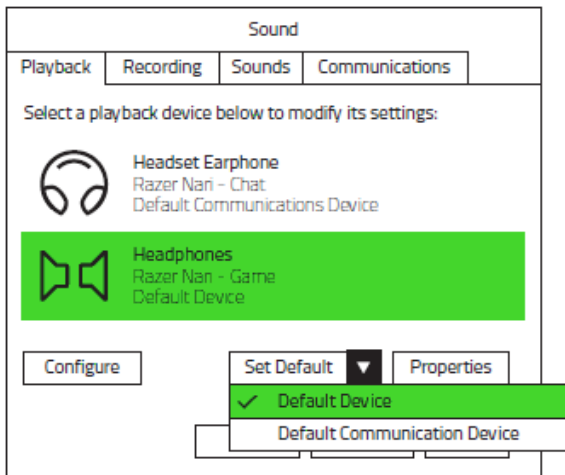 Sound
Playback Recording Sounds Communications
Select a playback device below to modify its settings:
Headset Earphone
Razer Nari - Chat
Default Communications Device
Headphones
Razer Nari - Game
Default Device
Configure Set Default Properties
Default Device
Default Communication Device